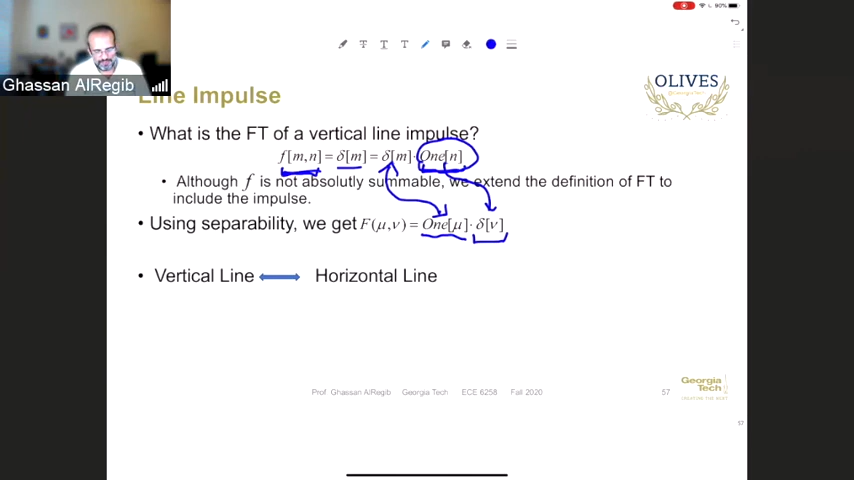 90%
Ghassan AlRegib
Line Impulse
OLIVES
• What is the FT of a vertical line impulse?
f[m,n] = δ[m] = δ[m]·One[n]
• Although f is not absolutly summable, we extend the definition of FT to
include the impulse.
• Using separability, we get F(μ,ν) = One[μ]·δ[ν]
• Vertical Line Horizontal Line
Prof Ghassan AlRegib Georgia Tech ECE 6258 Fall 2020 57
Georgia
Tech
57